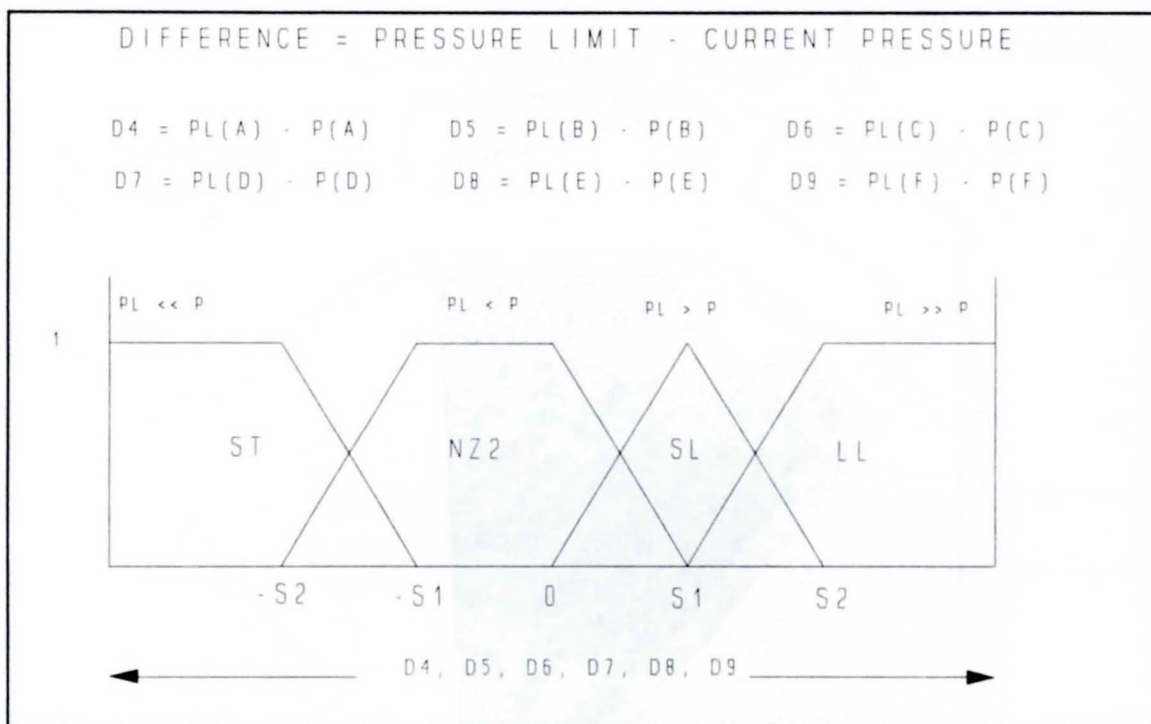 DIFFERENCE = PRESSURE LIMIT - CURRENT PRESSURE
D4 = PL(A) - P(A) D5 = PL(B) - P(B) D6 = PL(C) - P(C)
D7 = PL(D) - P(D) D8 = PL(E) - P(E) D9 = PL(F) - P(F)
PL << P PL < P PL > P PL >> P
1
ST NZ2 SL LL
-S2 -S1 0 S1 S2
D4, D5, D6, D7, D8, D9